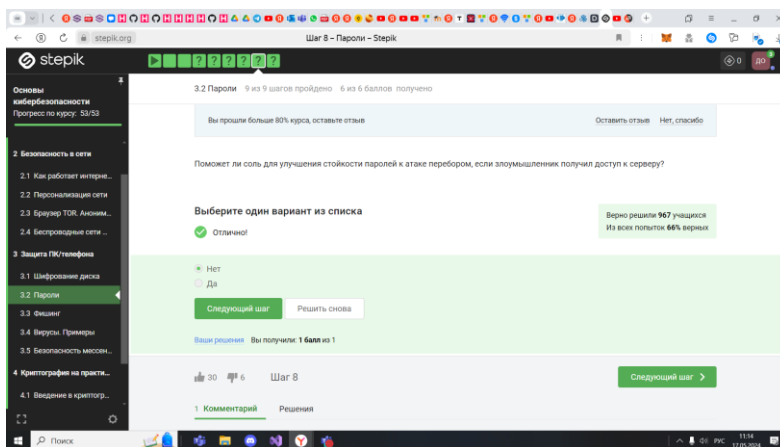 stepik.org
Шаг 8 – Пароли – Stepik
stepik
0
ДО
Основы
кибербезопасности
Прогресс по курсу: 53/53
3.2 Пароли 9 из 9 шагов пройдено 6 из 6 баллов получено
Вы прошли больше 80% курса, оставьте отзыв
Оставить отзыв Нет, спасибо
2 Безопасность в сети
2.1 Как работает интерне...
2.2 Персонализация сети
2.3 Браузер TOR. Аноним...
2.4 Беспроводные сети ...
3 Защита ПК/телефона
3.1 Шифрование диска
3.2 Пароли
3.3 Фишинг
3.4 Вирусы. Примеры
3.5 Безопасность мессен...
4 Криптография на практи...
4.1 Введение в криптогр...
Поможет ли соль для улучшения стойкости паролей к атаке перебором, если злоумышленник получил доступ к серверу?
Выберите один вариант из списка
Отлично!
Верно решили 967 учащихся
Из всех попыток 66% верных
Нет
Да
Следующий шаг Решить снова
Ваши решения Вы получили: 1 балл из 1
30 6 Шаг 8
Следующий шаг
1 Комментарий Решения
Поиск
РУС
11:14
17.05.2024